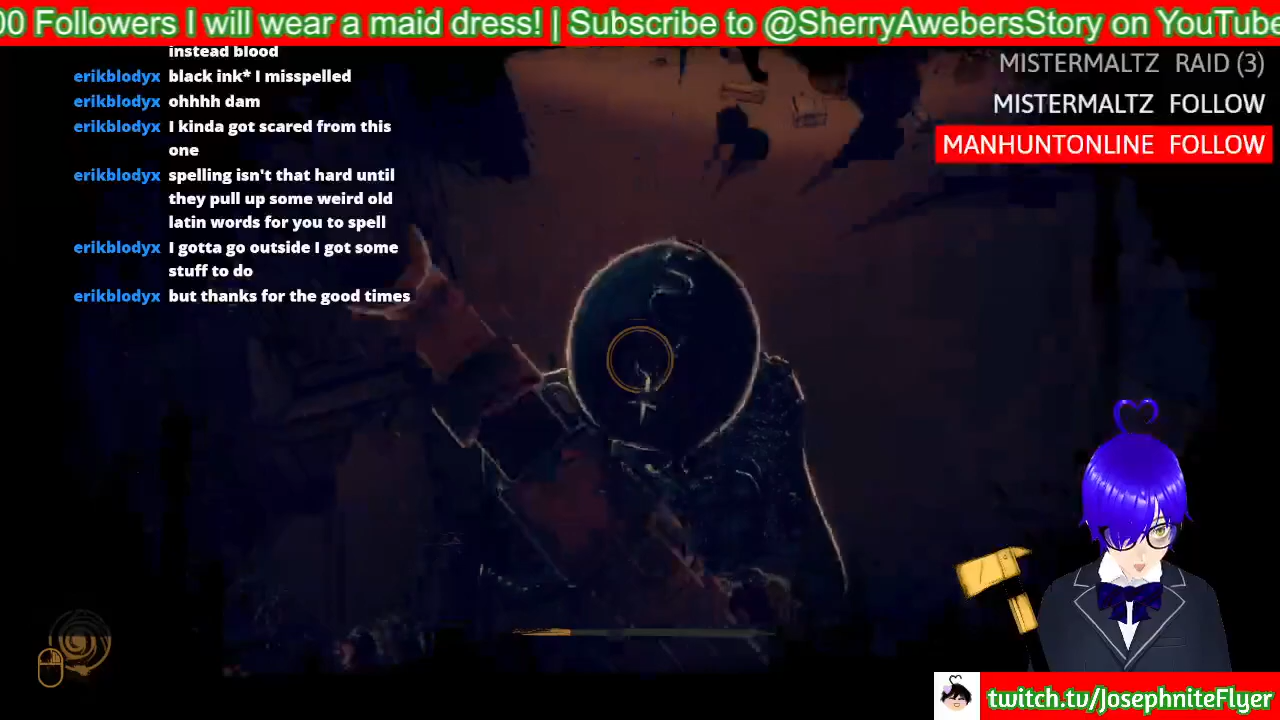 00 Followers I will wear a maid dress! | Subscribe to @SherryAwebersStory on YouTube
instead blood
erikblodyx black ink* I misspelled
erikblodyx ohhhh dam
erikblodyx I kinda got scared from this
one
erikblodyx spelling isn't that hard until
they pull up some weird old
latin words for you to spell
erikblodyx I gotta go outside I got some
stuff to do
erikblodyx but thanks for the good times
MISTERMALTZ RAID (3)
MISTERMALTZ FOLLOW
MANHUNTONLINE FOLLOW
twitch.tv/JosephniteFlyer